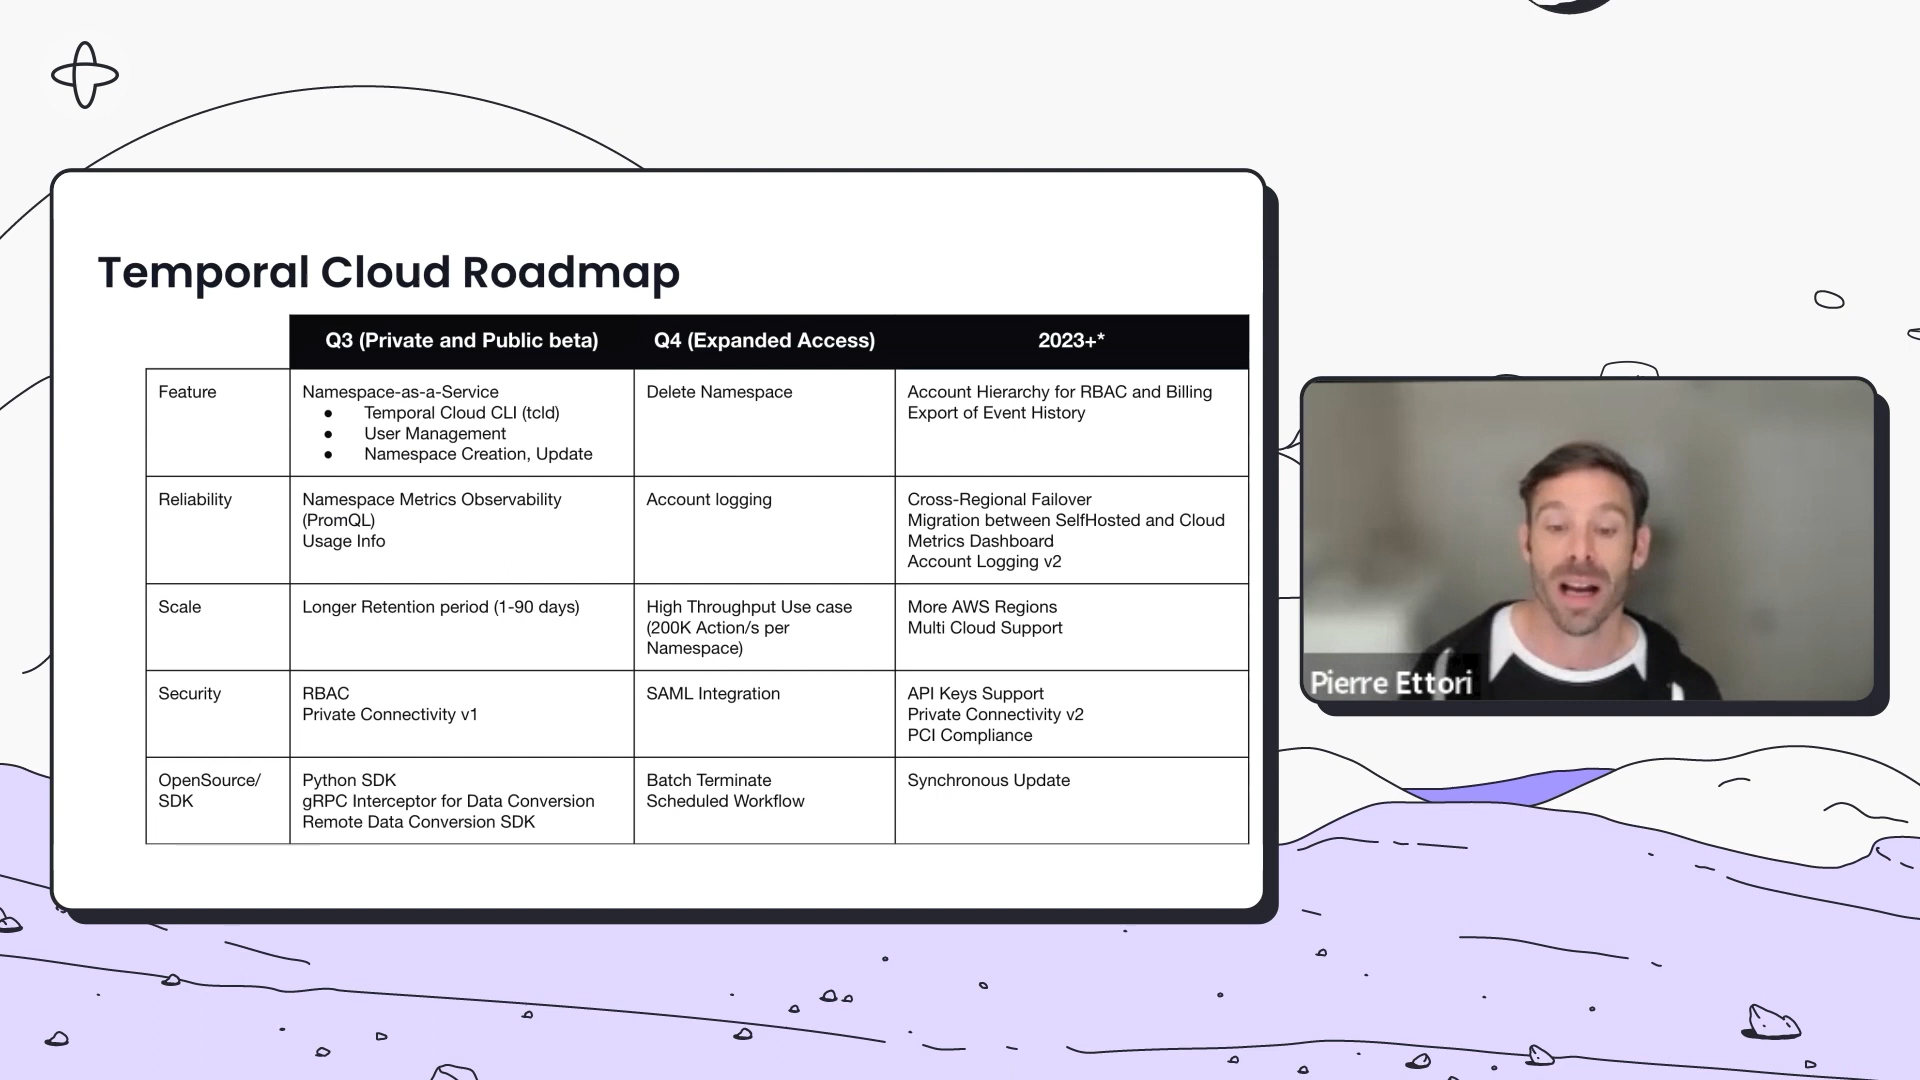 Temporal Cloud Roadmap
Q3 (Private and Public beta)
Q4 (Expanded Access)
2023+*
Feature
Namespace-as-a-Service
● Temporal Cloud CLI (tcld)
● User Management
● Namespace Creation, Update
Delete Namespace
Account Hierarchy for RBAC and Billing
Export of Event History
Reliability
Namespace Metrics Observability
(PromQL)
Usage Info
Account logging
Cross-Regional Failover
Migration between SelfHosted and Cloud
Metrics Dashboard
Account Logging v2
Scale
Longer Retention period (1-90 days)
High Throughput Use case
(200K Action/s per
Namespace)
More AWS Regions
Multi Cloud Support
Security
RBAC
Private Connectivity v1
SAML Integration
API Keys Support
Private Connectivity v2
PCI Compliance
OpenSource/
SDK
Python SDK
gRPC Interceptor for Data Conversion
Remote Data Conversion SDK
Batch Terminate
Scheduled Workflow
Synchronous Update
Pierre Ettori